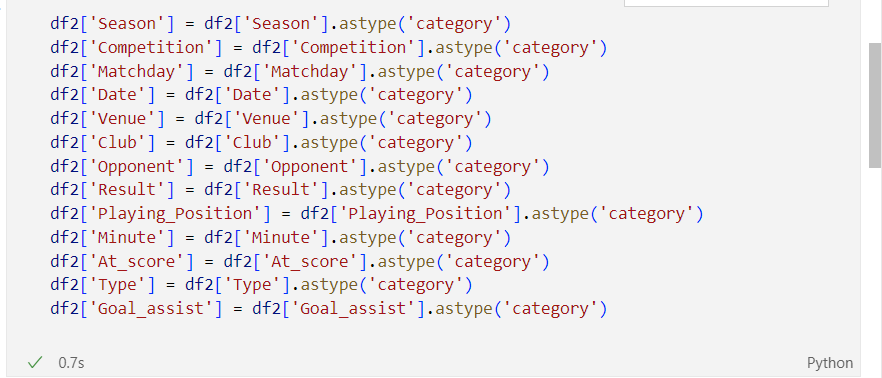 df2['Season'] = df2['Season'].astype('category')
df2['Competition'] = df2['Competition'].astype('category')
df2['Matchday'] = df2['Matchday'].astype('category')
df2['Date'] = df2['Date'].astype('category')
df2['Venue'] = df2['Venue'].astype('category')
df2['Club'] = df2['Club'].astype('category')
df2['Opponent'] = df2['Opponent'].astype('category')
df2['Result'] = df2['Result'].astype('category')
df2['Playing_Position'] = df2['Playing_Position'].astype('category')
df2['Minute'] = df2['Minute'].astype('category')
df2['At_score'] = df2['At_score'].astype('category')
df2['Type'] = df2['Type'].astype('category')
df2['Goal_assist'] = df2['Goal_assist'].astype('category')
0.7s Python